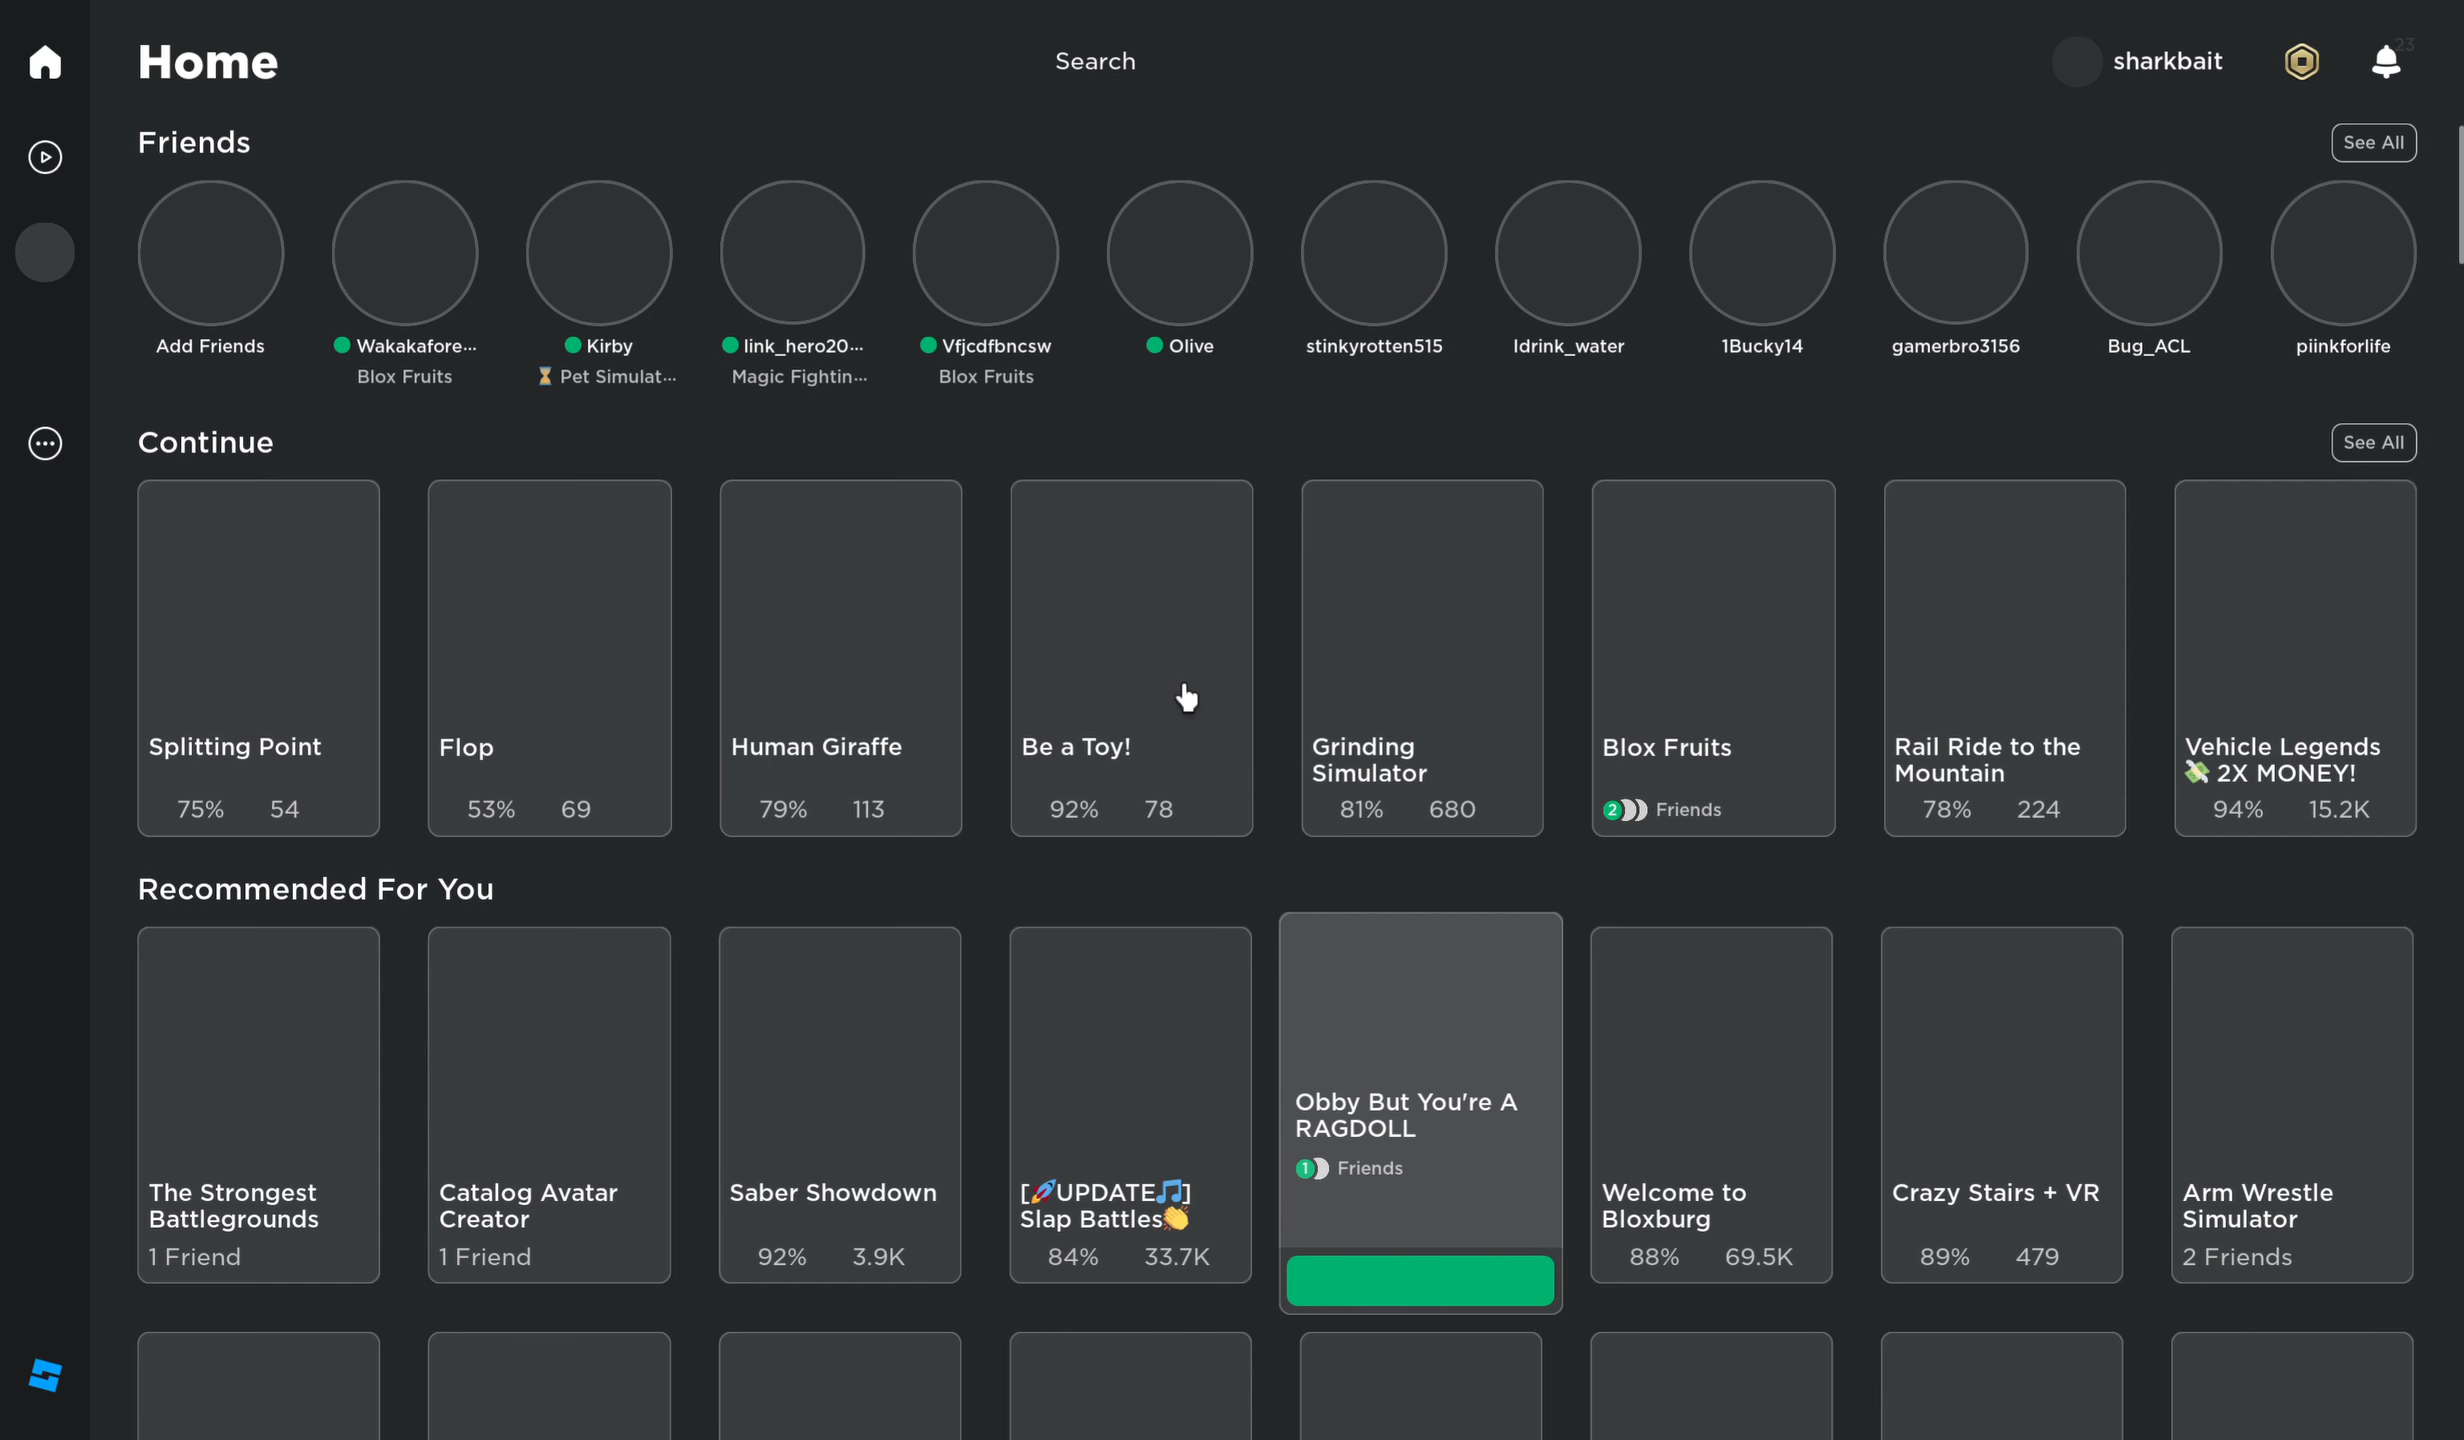 Home
Search
sharkbait
23
Friends
See All
Add Friends
Wakakafore...
Kirby
link_hero20...
Vfjcdfbncsw
Olive
stinkyrotten515
Idrink_water
1Bucky14
gamerbro3156
Bug_ACL
piinkforlife
Blox Fruits
⌛ Pet Simulat...
Magic Fightin...
Blox Fruits
Continue
See All
Splitting Point
75% 54
Flop
53% 69
Human Giraffe
79% 113
Be a Toy!
92% 78
Grinding
Simulator
81% 680
Blox Fruits
2 Friends
Rail Ride to the
Mountain
78% 224
Vehicle Legends
💸 2X MONEY!
94% 15.2K
Recommended For You
The Strongest
Battlegrounds
1 Friend
Catalog Avatar
Creator
1 Friend
Saber Showdown
92% 3.9K
[🚀UPDATE🎵]
Slap Battles👏
84% 33.7K
Obby But You're A
RAGDOLL
1 Friends
Welcome to
Bloxburg
88% 69.5K
Crazy Stairs + VR
89% 479
Arm Wrestle
Simulator
2 Friends